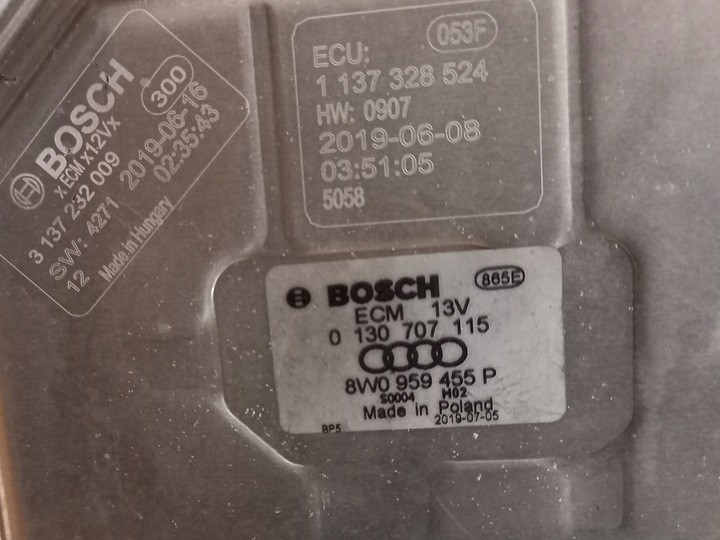 BOSCH
300
X.ECM x12Vx
3 137 232 009
2019-06-16
SW: 4271
02:35:43
12
Made in Hungary
053F
ECU:
1 137 328 524
HW: 0907
2019-06-08
03:51:05
5058
BOSCH
865E
ECM 13V
0 130 707 115
8W0 959 455 P
S0004 H02
Made in Poland
BP5
2019-07-05